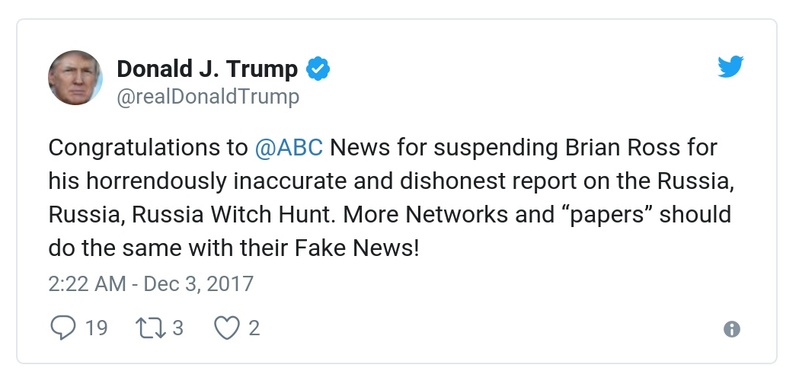 Donald J. Trump
@realDonaldTrump
Congratulations to @ABC News for suspending Brian Ross for
his horrendously inaccurate and dishonest report on the Russia,
Russia, Russia Witch Hunt. More Networks and “papers” should
do the same with their Fake News!
2:22 AM - Dec 3, 2017
19 3 2